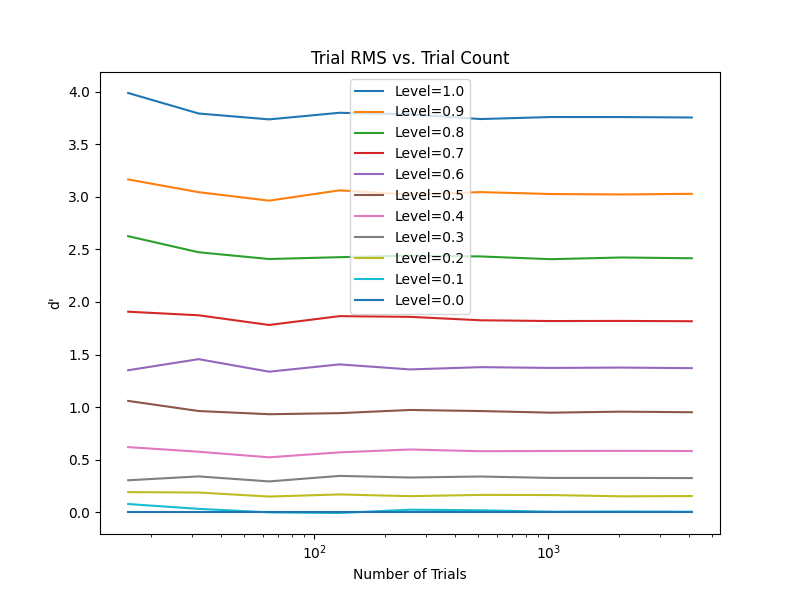 Trial RMS vs. Trial Count
Level=1.0
Level=0.9
Level=0.8
Level=0.7
Level=0.6
Level=0.5
Level=0.4
Level=0.3
Level=0.2
Level=0.1
Level=0.0
4.0
3.5
3.0
2.5
2.0
1.5
1.0
0.5
0.0
d'
10²
10³
Number of Trials